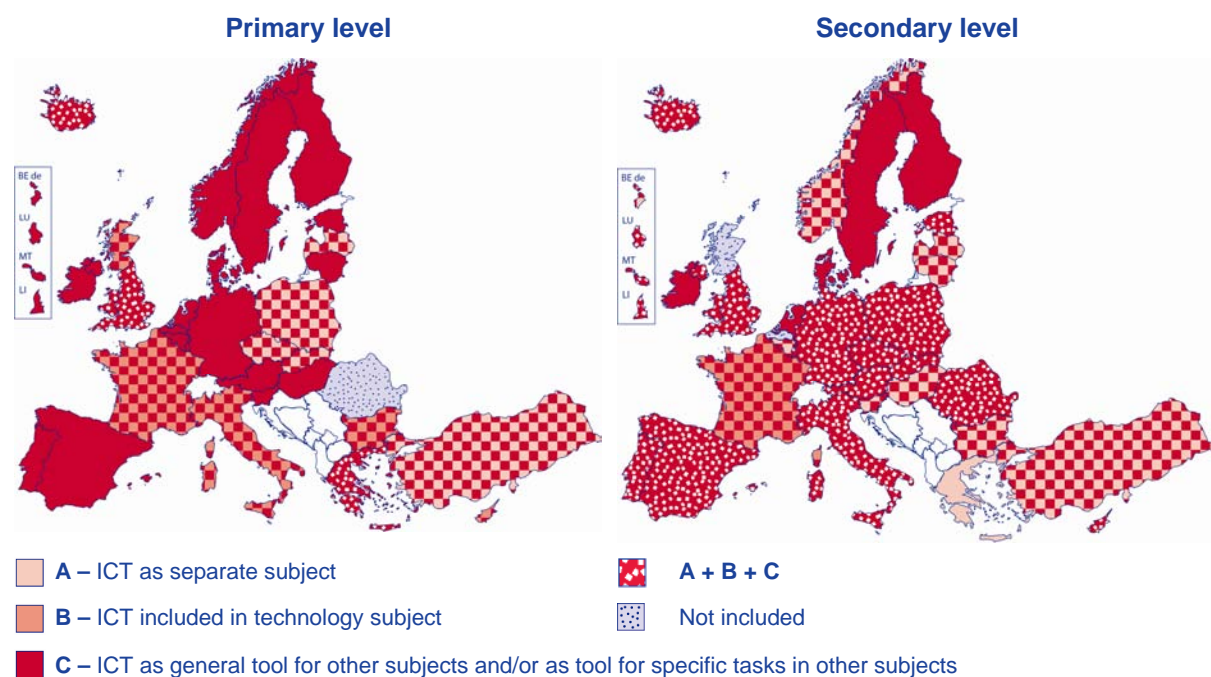 Primary level
Secondary level
BE de
LU
MT
LI
BE de
LU
MT
LI
A – ICT as separate subject
A + B + C
B – ICT included in technology subject
Not included
C – ICT as general tool for other subjects and/or as tool for specific tasks in other subjects